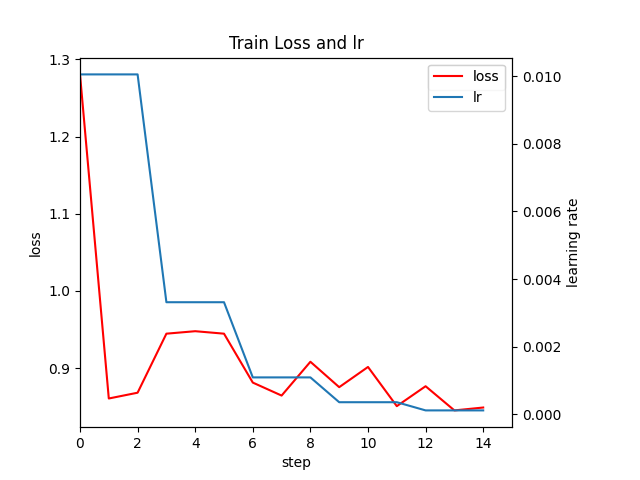 Train Loss and lr
loss
lr
1.3
1.2
1.1
1.0
0.9
loss
0.010
0.008
0.006
0.004
0.002
0.000
learning rate
0 2 4 6 8 10 12 14
step